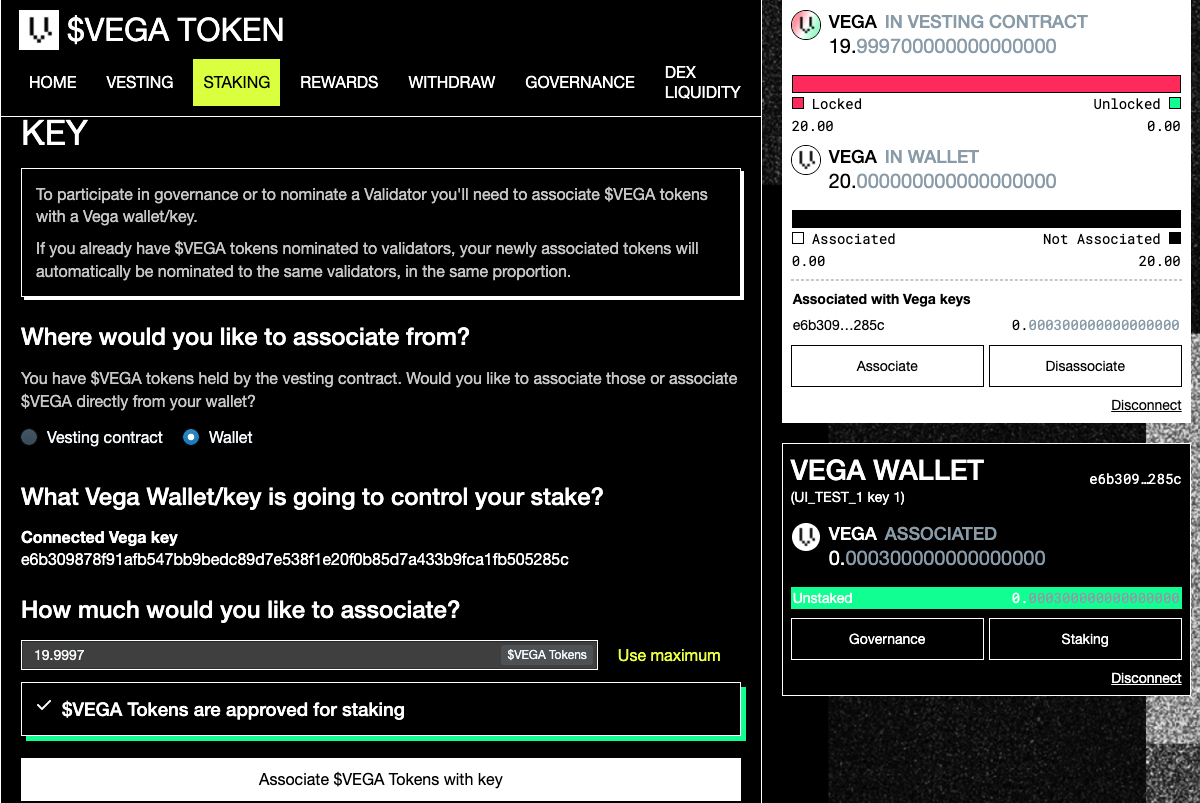 $VEGA TOKEN
HOME VESTING STAKING REWARDS WITHDRAW GOVERNANCE DEX LIQUIDITY
KEY
To participate in governance or to nominate a Validator you'll need to associate $VEGA tokens
with a Vega wallet/key.
If you already have $VEGA tokens nominated to validators, your newly associated tokens will
automatically be nominated to the same validators, in the same proportion.
Where would you like to associate from?
You have $VEGA tokens held by the vesting contract. Would you like to associate those or associate
$VEGA directly from your wallet?
Vesting contract Wallet
What Vega Wallet/key is going to control your stake?
Connected Vega key
e6b309878f91afb547bb9bedc89d7e538f1e20f0b85d7a433b9fca1fb505285c
How much would you like to associate?
19.9997 $VEGA Tokens Use maximum
$VEGA Tokens are approved for staking
Associate $VEGA Tokens with key
VEGA IN VESTING CONTRACT
19.999700000000000000
Locked Unlocked
20.00 0.00
VEGA IN WALLET
20.000000000000000000
Associated Not Associated
0.00 20.00
Associated with Vega keys
e6b309…285c 0.000300000000000000
Associate Disassociate
Disconnect
VEGA WALLET e6b309…285c
(UI_TEST_1 key 1)
VEGA ASSOCIATED
0.000300000000000000
Unstaked 0.000300000000000000
Governance Staking
Disconnect